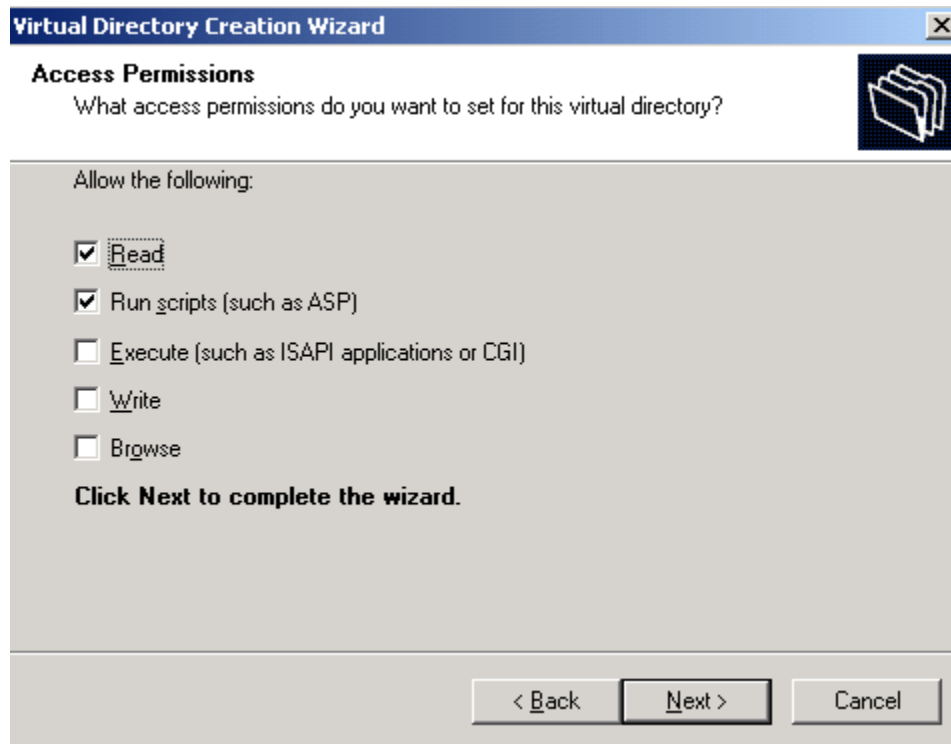 Virtual Directory Creation Wizard
Access Permissions
What access permissions do you want to set for this virtual directory?
Allow the following:
Read
Run scripts (such as ASP)
Execute (such as ISAPI applications or CGI)
Write
Browse
Click Next to complete the wizard.
< Back Next > Cancel